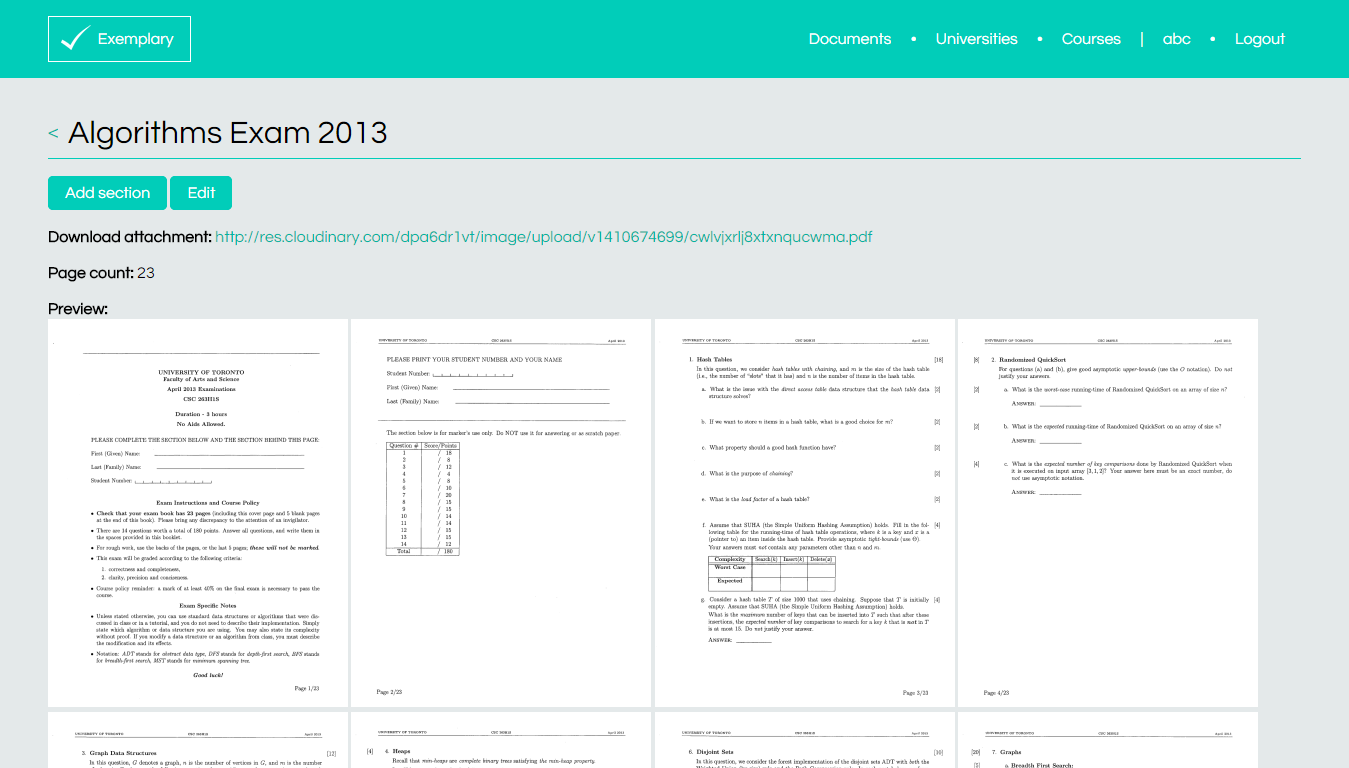 Exemplary
Documents • Universities • Courses | abc • Logout
< Algorithms Exam 2013
Add section Edit
Download attachment: http://res.cloudinary.com/dpa6dr1vt/image/upload/v1410674699/cwlvjxrlj8xtxnqucwma.pdf
Page count: 23
Preview:
UNIVERSITY OF TORONTO
Faculty of Arts and Science
April 2013 Examinations
CSC 263H1S
Duration - 3 hours
No Aids Allowed.
PLEASE COMPLETE THE SECTION BELOW AND THE SECTION BEHIND THIS PAGE:
First (Given) Name:
Last (Family) Name:
Student Number:
Exam Instructions and Course Policy
• Check that your exam book has 23 pages (including this cover page and 5 blank pages
at the end of this book). Please bring any discrepancy to the attention of an invigilator.
• There are 14 questions worth a total of 180 points. Answer all questions, and write them in
the spaces provided in this booklet.
• For rough work, use the backs of the pages, or the last 5 pages; these will not be marked.
• This exam will be graded according to the following criteria:
1. correctness and completeness,
2. clarity, precision and conciseness.
• Course policy reminder: a mark of at least 40% on the final exam is necessary to pass the
course.
Exam Specific Notes
• Unless stated otherwise, you can use standard data structures or algorithms that were dis-
cussed in class or in a tutorial, and you do not need to describe their implementation. Simply
state which algorithm or data structure you are using. You may also state its complexity
without proof. If you modify a data structure or an algorithm from class, you must describe
the modification and its effects.
• Notation: ADT stands for abstract data type, DFS stands for depth-first search, BFS stands
for breadth-first search, MST stands for minimum spanning tree.
Good luck!
Page 1/23
UNIVERSITY OF TORONTO CSC 263H1S April 2013
PLEASE PRINT YOUR STUDENT NUMBER AND YOUR NAME
Student Number:
First (Given) Name:
Last (Family) Name:
The section below is for marker's use only. Do NOT use it for answering or as scratch paper.
Question # Score/Points
1 / 18
2 / 8
3 / 12
4 / 4
5 / 8
6 / 10
7 / 20
8 / 15
9 / 15
10 / 14
11 / 14
12 / 15
13 / 15
14 / 12
Total / 180
Page 2/23
UNIVERSITY OF TORONTO CSC 263H1S April 2013
1. Hash Tables [18]
In this question, we consider hash tables with chaining, and m is the size of the hash table
(i.e., the number of "slots" that it has) and n is the number of items in the hash table.
a. What is the issue with the direct access table data structure that the hash table data [2]
structure solves?
b. If we want to store n items in a hash table, what is a good choice for m? [2]
c. What property should a good hash function have? [2]
d. What is the purpose of chaining? [2]
e. What is the load factor of a hash table? [2]
f. Assume that SUHA (the Simple Uniform Hashing Assumption) holds. Fill in the fol- [4]
lowing table for the running-time of hash table operations, where k is a key and x is a
(pointer to) an item inside the hash table. Provide asymptotic tight-bounds (use Θ).
Your answers must not contain any parameters other than n and m.
Complexity Search(k) Insert(k) Delete(x)
Worst Case
Expected
g. Consider a hash table T of size 1000 that uses chaining. Suppose that T is initially [4]
empty. Assume that SUHA (the Simple Uniform Hashing Assumption) holds.
What is the maximum number of keys that can be inserted into T such that after these
insertions, the expected number of key comparisons to search for a key k that is not in T
is at most 15. Do not justify your answer.
ANSWER:
Page 3/23
UNIVERSITY OF TORONTO CSC 263H1S April 2013
[8] 2. Randomized QuickSort
For questions (a) and (b), give good asymptotic upper-bounds (use the O notation). Do not
justify your answers.
[2] a. What is the worst-case running-time of Randomized QuickSort on an array of size n?
ANSWER:
[2] b. What is the expected running-time of Randomized QuickSort on an array of size n?
ANSWER:
[4] c. What is the expected number of key comparisons done by Randomized QuickSort when
it is executed on input array [3,1,2]? Your answer here must be an exact number, do
not use asymptotic notation.
ANSWER:
Page 4/23
UNIVERSITY OF TORONTO CSC 263H1S April 2013
3. Graph Data Structures [12]
In this question, G denotes a graph, n is the number of vertices in G, and m is the number
UNIVERSITY OF TORONTO CSC 263H1S April 2013
[4] 4. Heaps
Recall that min-heaps are complete binary trees satisfying the min-heap property.
UNIVERSITY OF TORONTO CSC 263H1S April 2013
6. Disjoint Sets [10]
In this question, we consider the forest implementation of the disjoint sets ADT with both the
UNIVERSITY OF TORONTO CSC 263H1S April 2013
[20] 7. Graphs
[5] a. Breadth First Search: